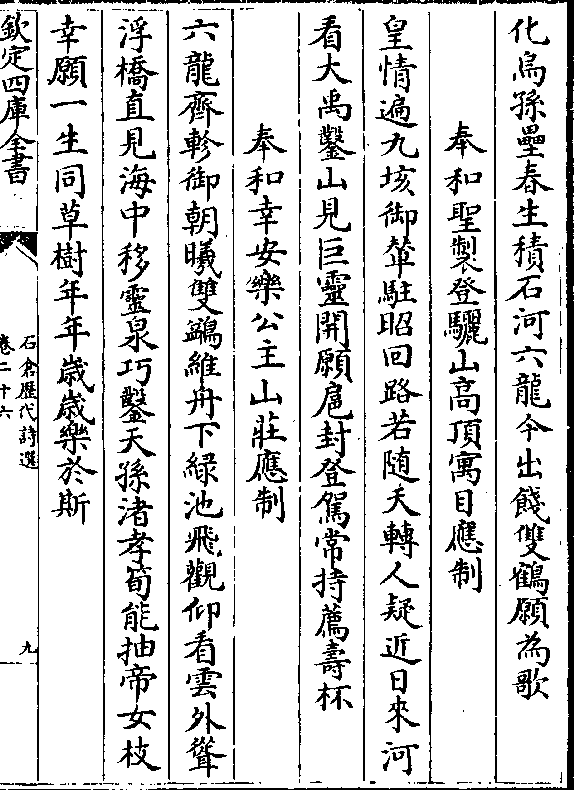 化烏孫壘春生積石河六龍今出餞雙鶴願為歌
奉和聖製登驪山高頂寓目應制
皇情遍九垓御輦駐昭回路若隨天轉人疑近日來河
看大禹鑿山見巨靈開願扈封登駕常持薦壽杯
奉和幸安樂公主山莊應制
六龍齊軫御朝曦雙鷁維舟下緑池飛觀仰看雲外聳
浮橋直見海中移靈泉巧鑿天孫渚孝筍能抽帝女枝
幸願一生同草樹年年歲歲樂於斯
欽定四庫全書
石倉歴代詩選
卷二十六
九